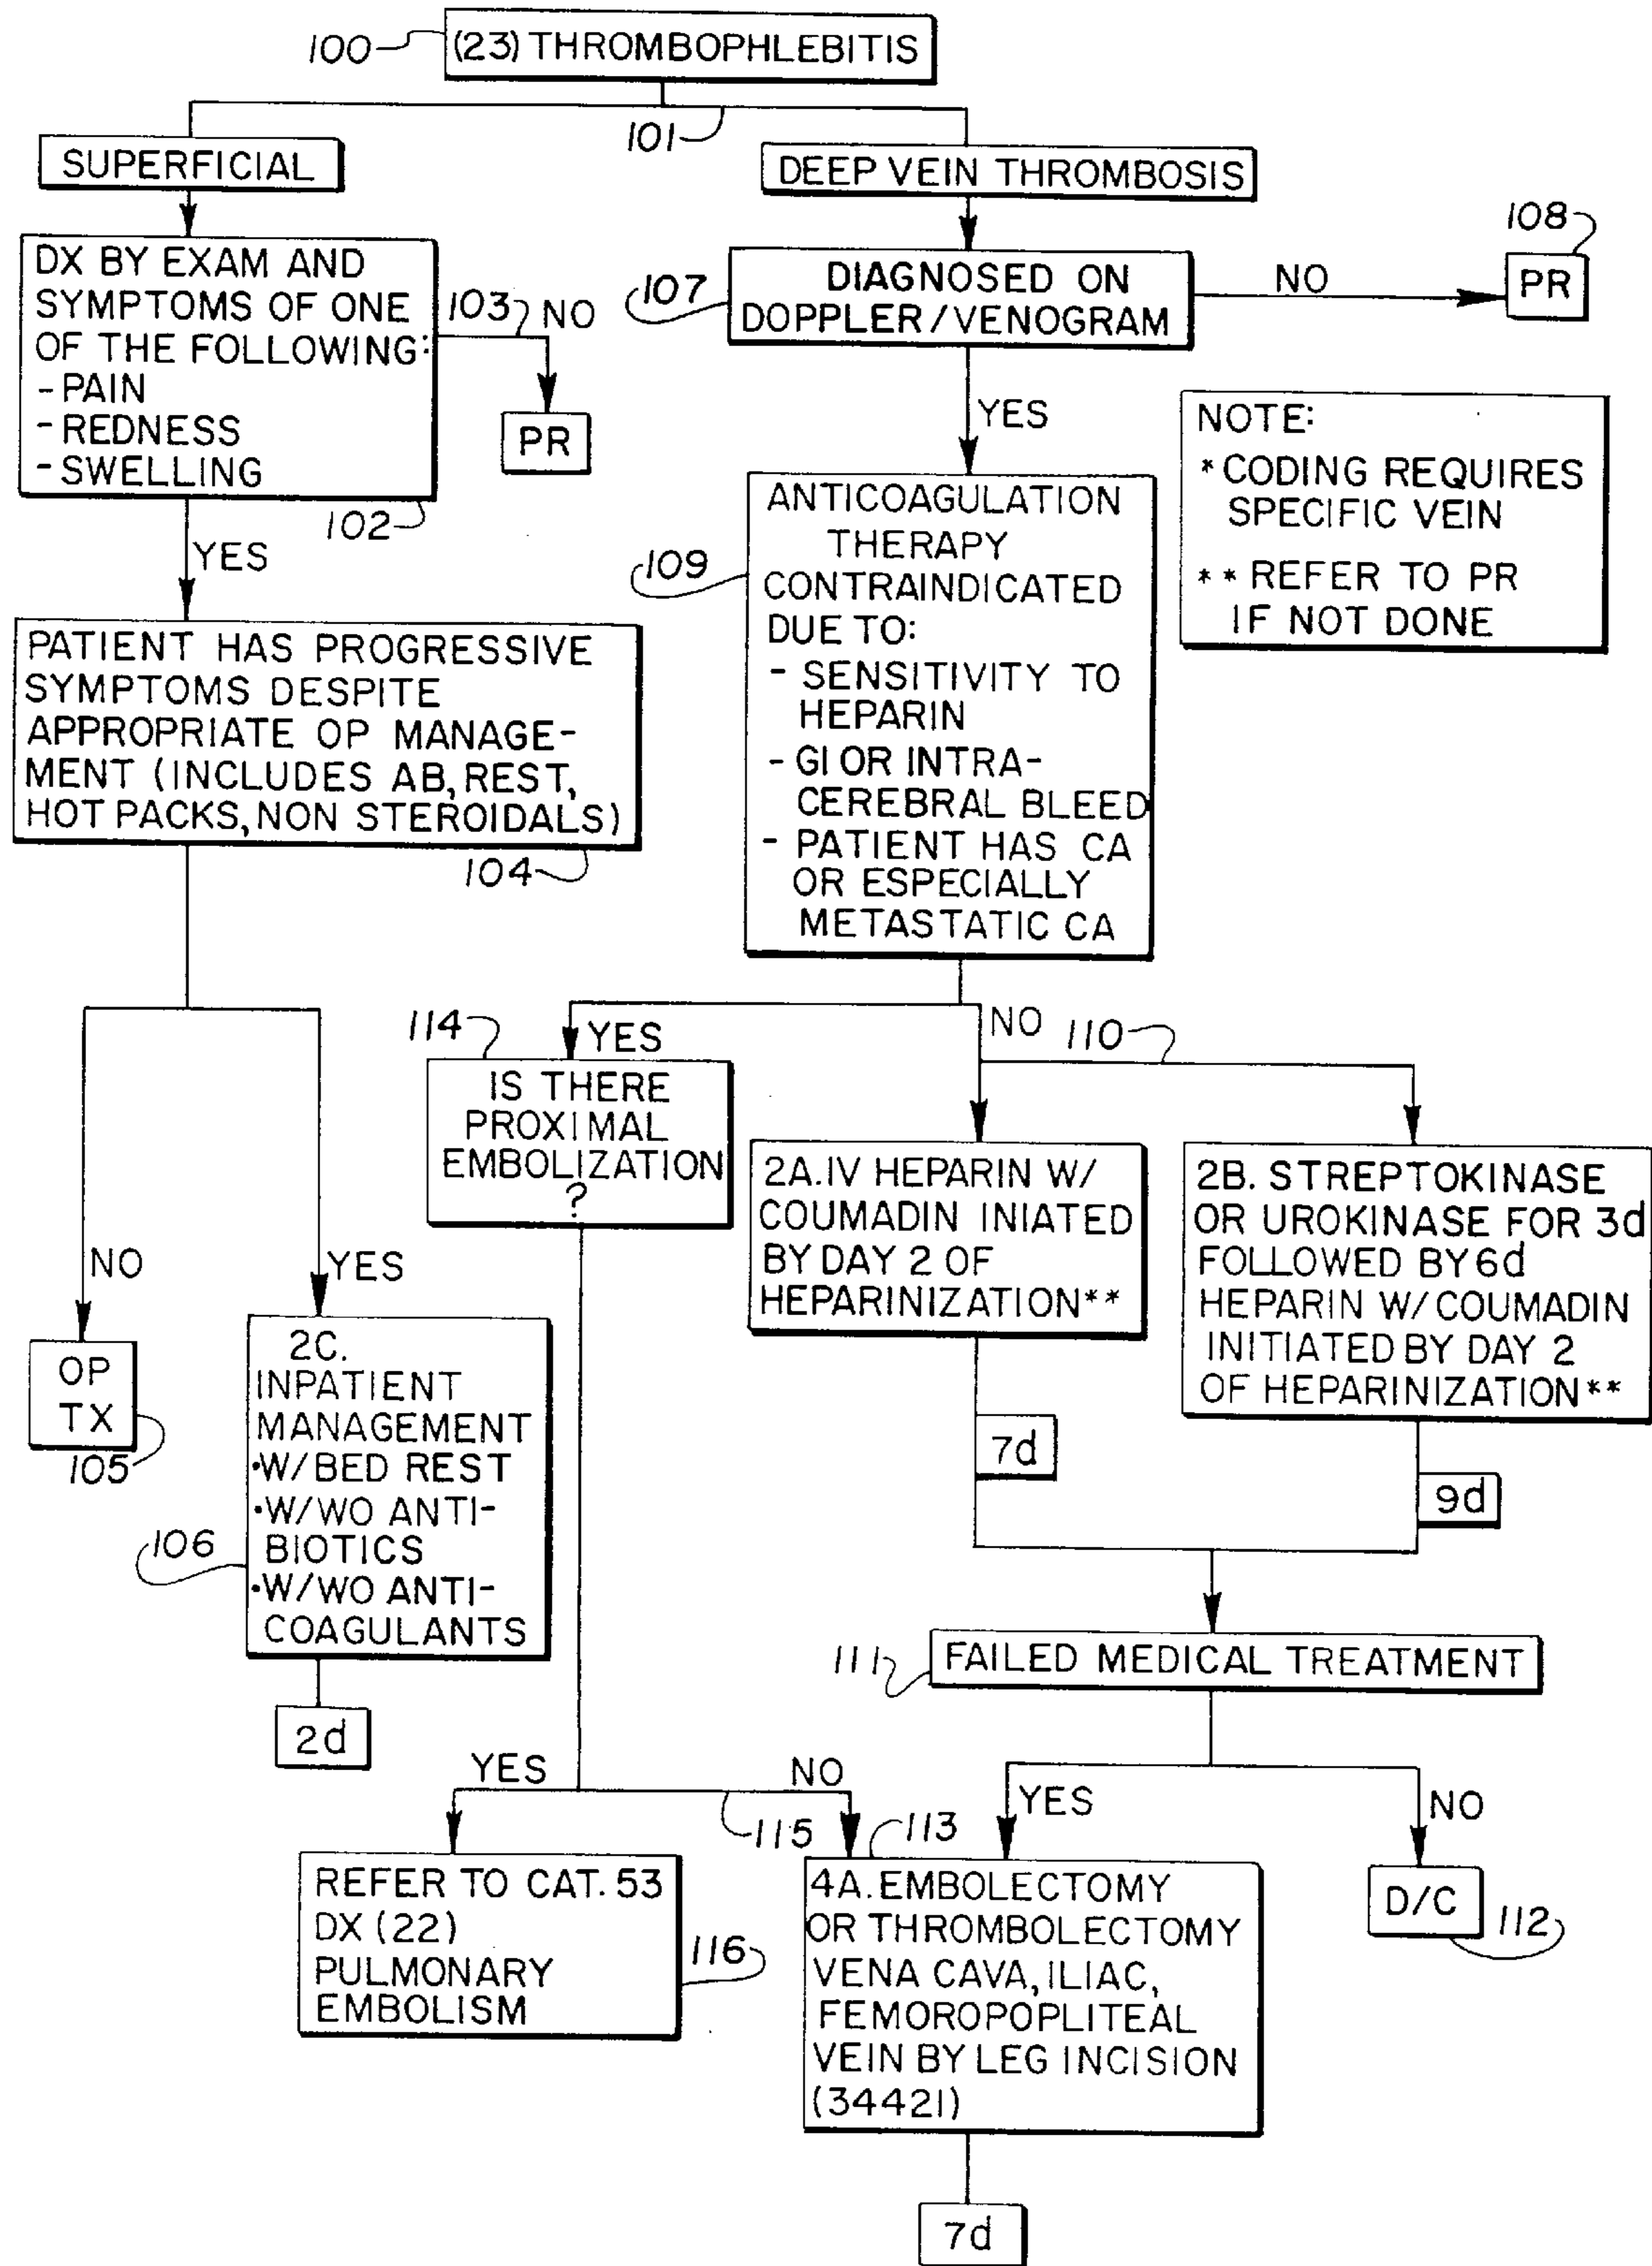 100
(23) THROMBOPHLEBITIS
101
SUPERFICIAL
DEEP VEIN THROMBOSIS
DX BY EXAM AND
SYMPTOMS OF ONE
OF THE FOLLOWING:
-PAIN
-REDNESS
-SWELLING
102
103
NO
PR
YES
107
DIAGNOSED ON
DOPPLER/VENOGRAM
NO
108
PR
YES
NOTE:
* CODING REQUIRES
SPECIFIC VEIN
** REFER TO PR
IF NOT DONE
109
ANTICOAGULATION
THERAPY
CONTRAINDICATED
DUE TO:
- SENSITIVITY TO
HEPARIN
- GI OR INTRA-
CEREBRAL BLEED
- PATIENT HAS CA
OR ESPECIALLY
METASTATIC CA
PATIENT HAS PROGRESSIVE
SYMPTOMS DESPITE
APPROPRIATE OP MANAGE-
MENT (INCLUDES AB, REST,
HOT PACKS, NON STEROIDALS)
104
NO
YES
OP
TX
105
2C.
INPATIENT
MANAGEMENT
•W/BED REST
•W/WO ANTI-
BIOTICS
•W/WO ANTI-
COAGULANTS
106
2d
114
YES
NO
110
IS THERE
PROXIMAL
EMBOLIZATION
?
2A. IV HEPARIN W/
COUMADIN INIATED
BY DAY 2 OF
HEPARINIZATION**
7d
2B. STREPTOKINASE
OR UROKINASE FOR 3d
FOLLOWED BY 6d
HEPARIN W/COUMADIN
INITIATED BY DAY 2
OF HEPARINIZATION**
9d
111
FAILED MEDICAL TREATMENT
YES
NO
115
113
YES
NO
REFER TO CAT. 53
DX (22)
PULMONARY
EMBOLISM
116
4A. EMBOLECTOMY
OR THROMBOLECTOMY
VENA CAVA, ILIAC,
FEMOROPOPLITEAL
VEIN BY LEG INCISION
(34421)
D/C
112
7d